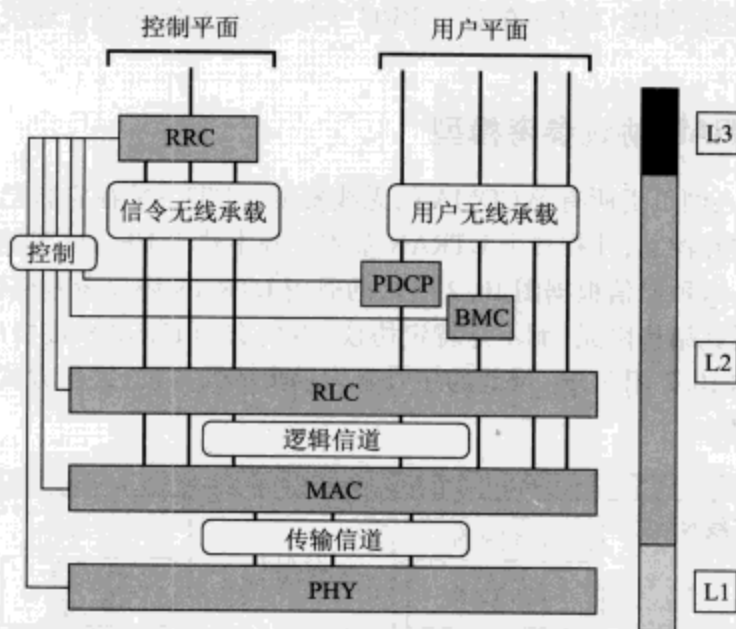 控制平面
用户平面
RRC
L3
信令无线承载
用户无线承载
控制
PDCP
BMC
L2
RLC
逻辑信道
MAC
传输信道
PHY
L1